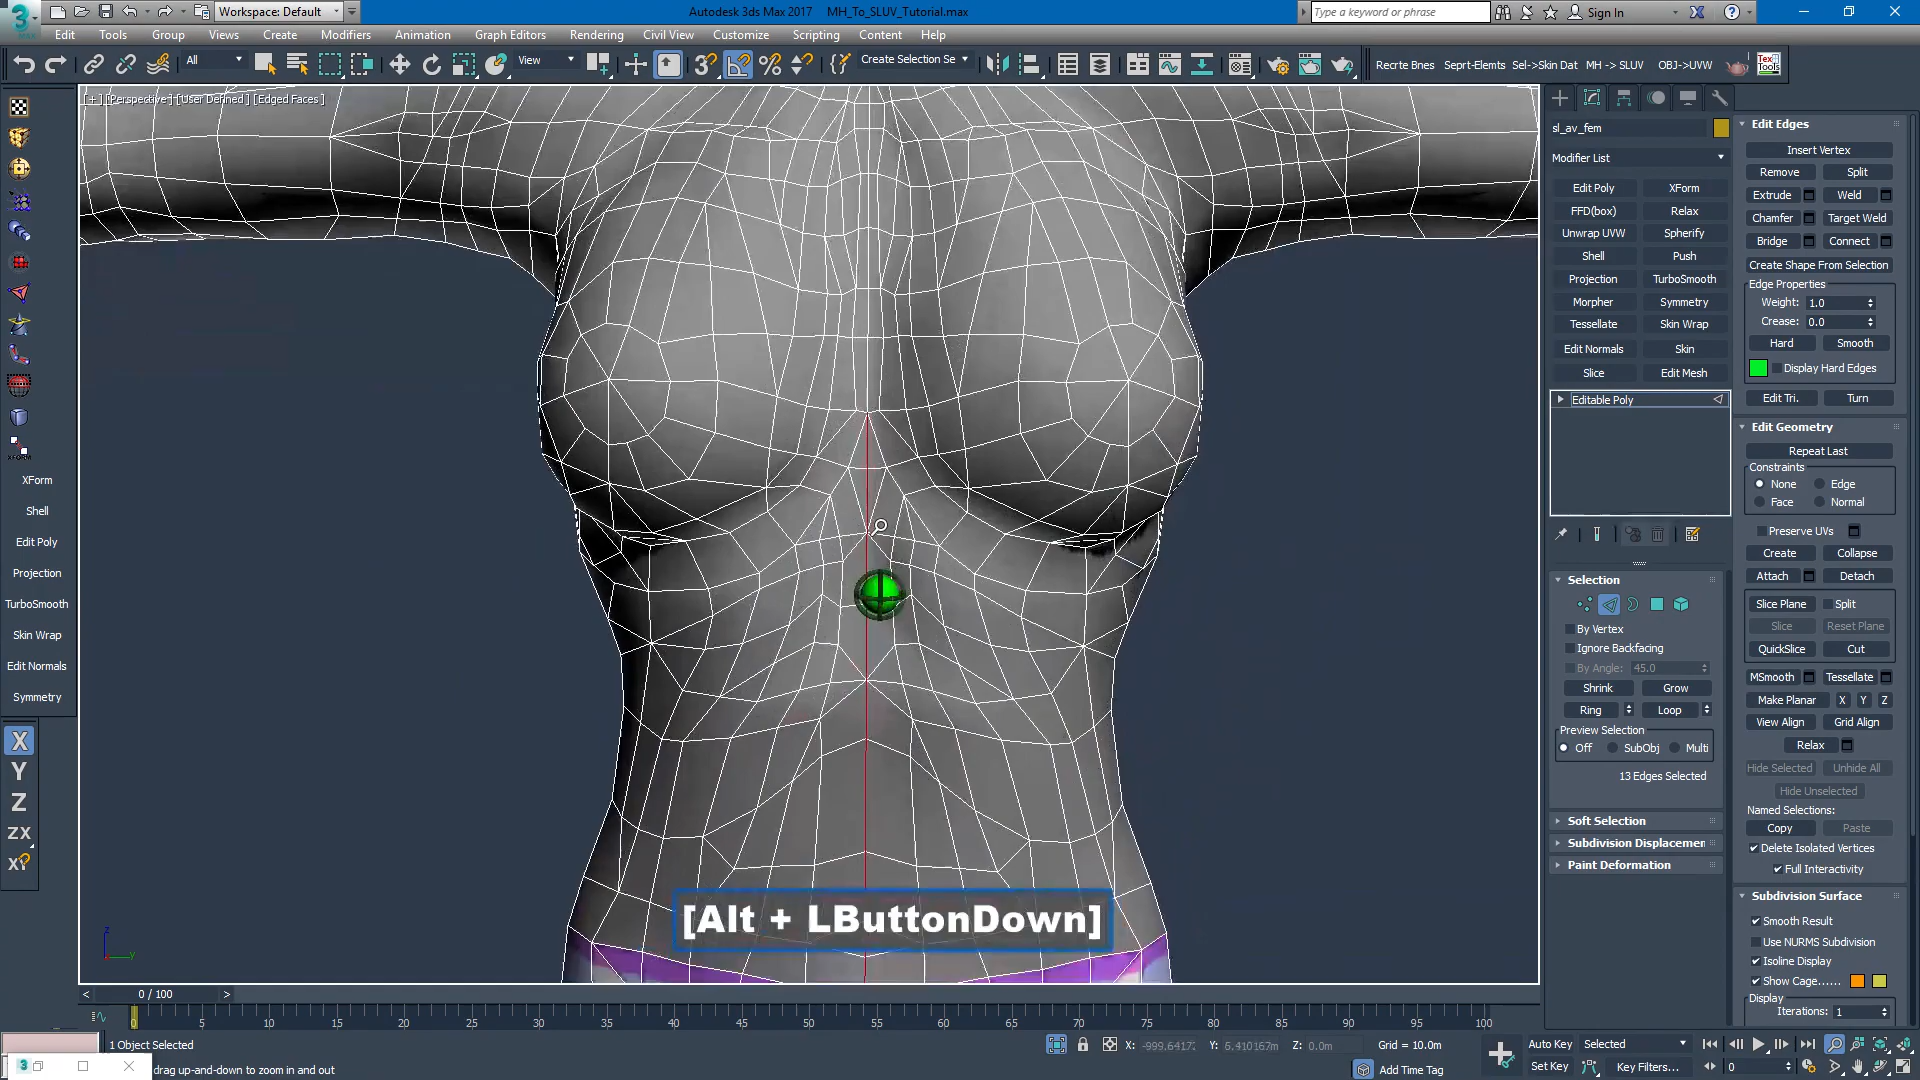 3
Workspace: Default
Autodesk 3ds Max 2017 MH_To_SLUV_Tutorial.max
Type a keyword or phrase
Sign In
Edit Tools Group Views Create Modifiers Animation Graph Editors Rendering Civil View Customize Scripting Content Help
All
View
Create Selection Se
Recrte Bnes Seprt-Elemts Sel->Skin Dat MH -> SLUV OBJ->UVW
[+] [Perspective] [User Defined] [Edged Faces]
sl_av_fem
Modifier List
Edit Poly XForm
FFD(box) Relax
Unwrap UVW Spherify
Shell Push
Projection TurboSmooth
Morpher Symmetry
Tessellate Skin Wrap
Edit Normals Skin
Slice Edit Mesh
Editable Poly
Selection
By Vertex
Ignore Backfacing
By Angle: 45.0
Shrink Grow
Ring Loop
Preview Selection
Off SubObj Multi
13 Edges Selected
Soft Selection
Subdivision Displacemen
Paint Deformation
Edit Edges
Insert Vertex
Remove Split
Extrude Weld
Chamfer Target Weld
Bridge Connect
Create Shape From Selection
Edge Properties
Weight: 1.0
Crease: 0.0
Hard Smooth
Display Hard Edges
Edit Tri. Turn
Edit Geometry
Repeat Last
Constraints
None Edge
Face Normal
Preserve UVs
Create Collapse
Attach Detach
Slice Plane Split
Slice Reset Plane
QuickSlice Cut
MSmooth Tessellate
Make Planar X Y Z
View Align Grid Align
Relax
Hide Selected Unhide All
Hide Unselected
Named Selections:
Copy Paste
Delete Isolated Vertices
Full Interactivity
Subdivision Surface
Smooth Result
Use NURMS Subdivision
Isoline Display
Show Cage......
Display
Iterations: 1
XForm
Shell
Edit Poly
Projection
TurboSmooth
Skin Wrap
Edit Normals
Symmetry
X
Y
Z
ZX
XY
[Alt + LButtonDown]
< 0 / 100 >
0 5 10 15 20 25 30 35 40 45 50 55 60 65 70 75 80 85 90 95 100
1 Object Selected
drag up-and-down to zoom in and out
X: -999.6417 Y: 5.410167m Z: 0.0m
Grid = 10.0m
Add Time Tag
Auto Key Selected
Set Key Key Filters...
0